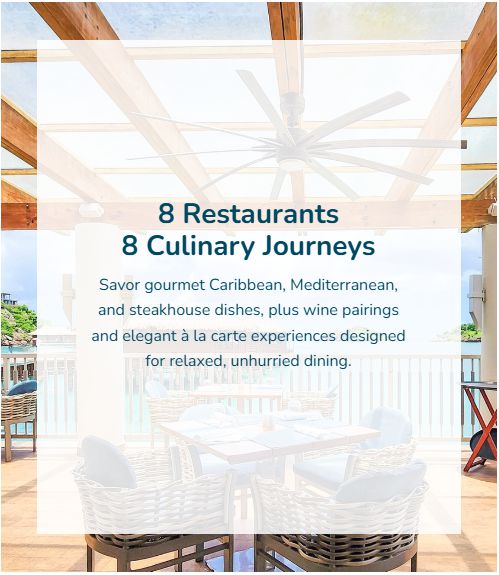 8 Restaurants
8 Culinary Journeys
Savor gourmet Caribbean, Mediterranean,
and steakhouse dishes, plus wine pairings
and elegant à la carte experiences designed
for relaxed, unhurried dining.